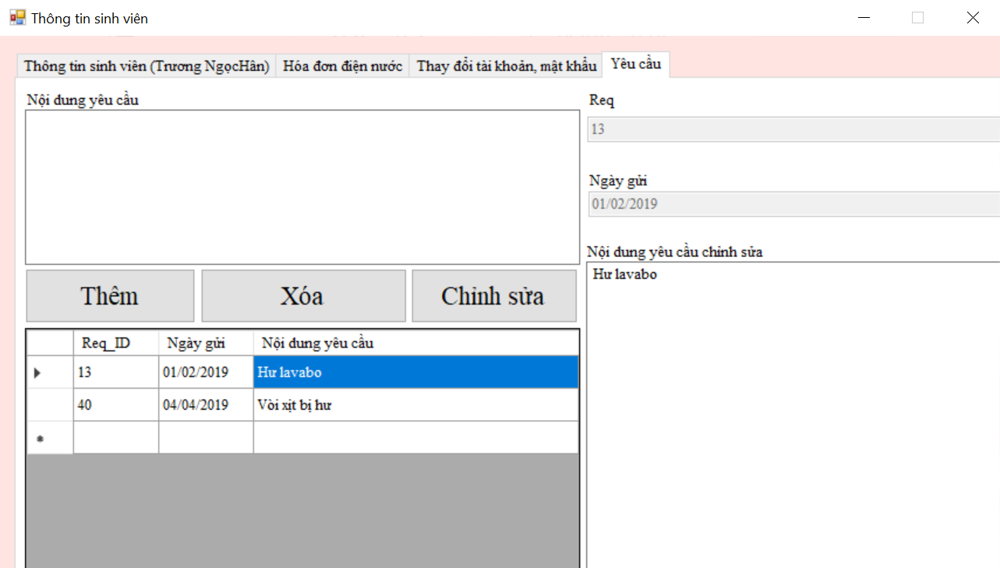 Thông tin sinh viên
Thông tin sinh viên (Trương NgọcHân) Hóa đơn điện nước Thay đổi tài khoản, mật khẩu Yêu cầu
Nội dung yêu cầu
Thêm Xóa Chỉnh sửa
Req_ID Ngày gửi Nội dung yêu cầu
13 01/02/2019 Hư lavabo
40 04/04/2019 Vòi xịt bị hư
Req
13
Ngày gửi
01/02/2019
Nội dung yêu cầu chỉnh sửa
Hư lavabo